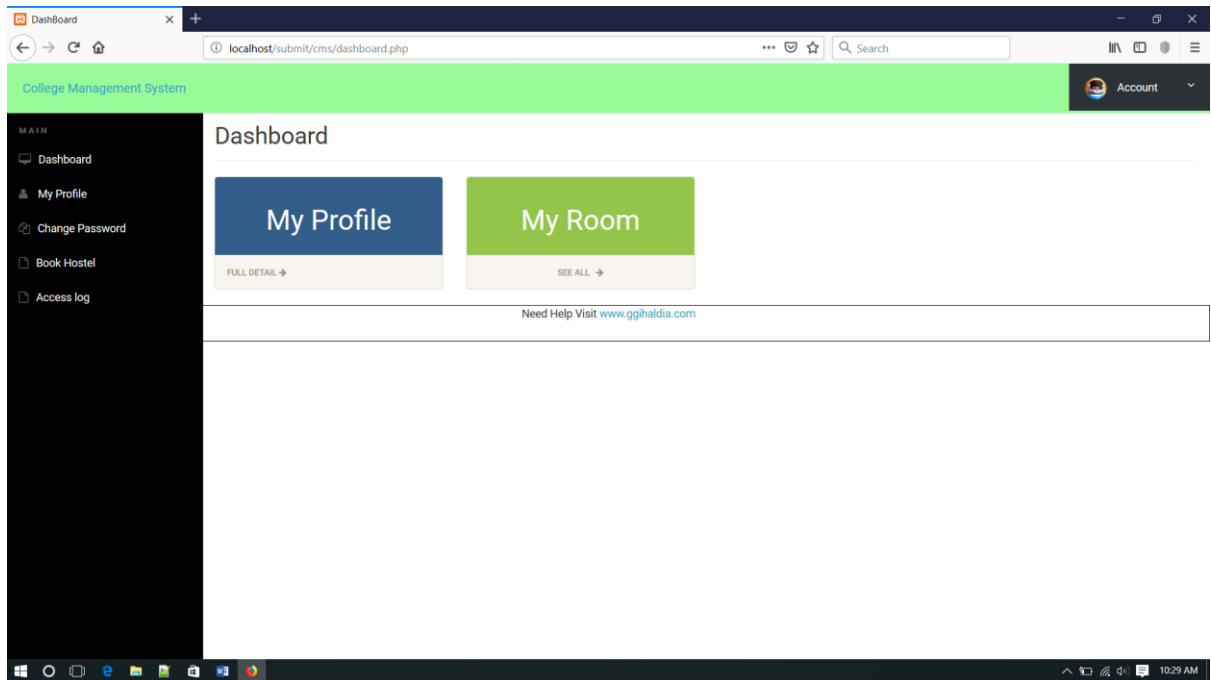 DashBoard
localhost/submit/cms/dashboard.php
Search
College Management System
Account
MAIN
Dashboard
My Profile
Change Password
Book Hostel
Access log
Dashboard
My Profile
FULL DETAIL
My Room
SEE ALL
Need Help Visit www.ggihaldia.com
10:29 AM